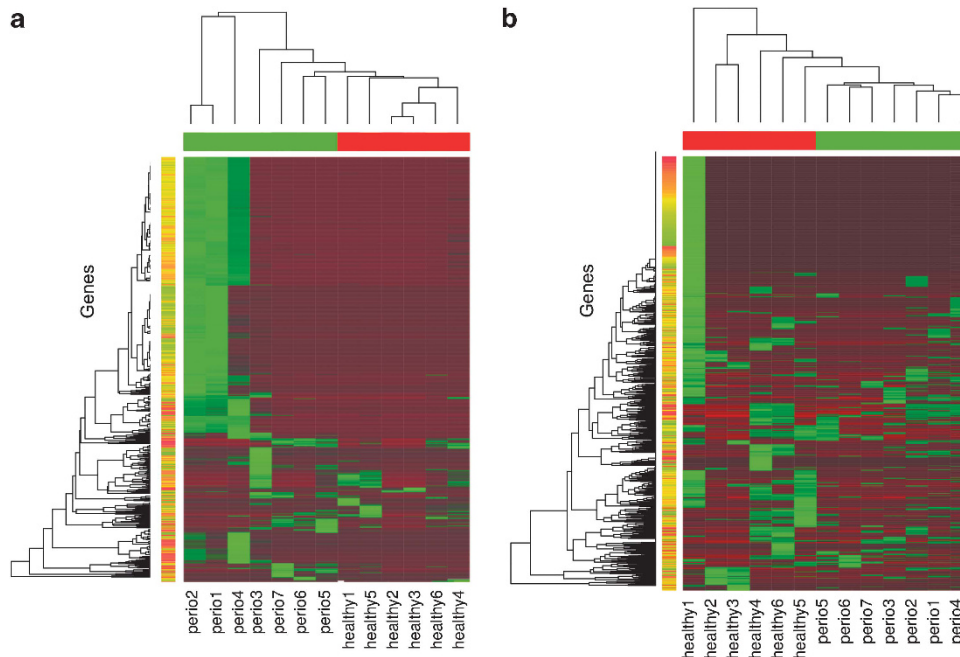 a
b
Genes
perio2
perio1
perio4
perio3
perio7
perio6
perio5
healthy1
healthy5
healthy2
healthy3
healthy6
healthy4
Genes
healthy1
healthy2
healthy3
healthy4
healthy6
healthy5
perio5
perio6
perio7
perio3
perio2
perio1
perio4